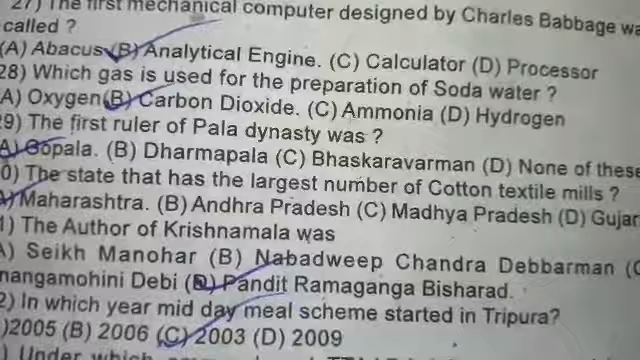 27) The first mechanical computer designed by Charles Babbage wa
called ?
(A) Abacus (B) Analytical Engine. (C) Calculator (D) Processor
28) Which gas is used for the preparation of Soda water ?
A) Oxygen (B) Carbon Dioxide. (C) Ammonia (D) Hydrogen
29) The first ruler of Pala dynasty was ?
A) Gopala. (B) Dharmapala (C) Bhaskaravarman (D) None of these
0) The state that has the largest number of Cotton textile mills ?
A) Maharashtra. (B) Andhra Pradesh (C) Madhya Pradesh (D) Gujar
1) The Author of Krishnamala was
A) Seikh Manohar (B) Nabadweep Chandra Debbarman (C
nangamohini Debi (D) Pandit Ramaganga Bisharad.
2) In which year mid day meal scheme started in Tripura?
)2005 (B) 2006 (C) 2003 (D) 2009
) Under which